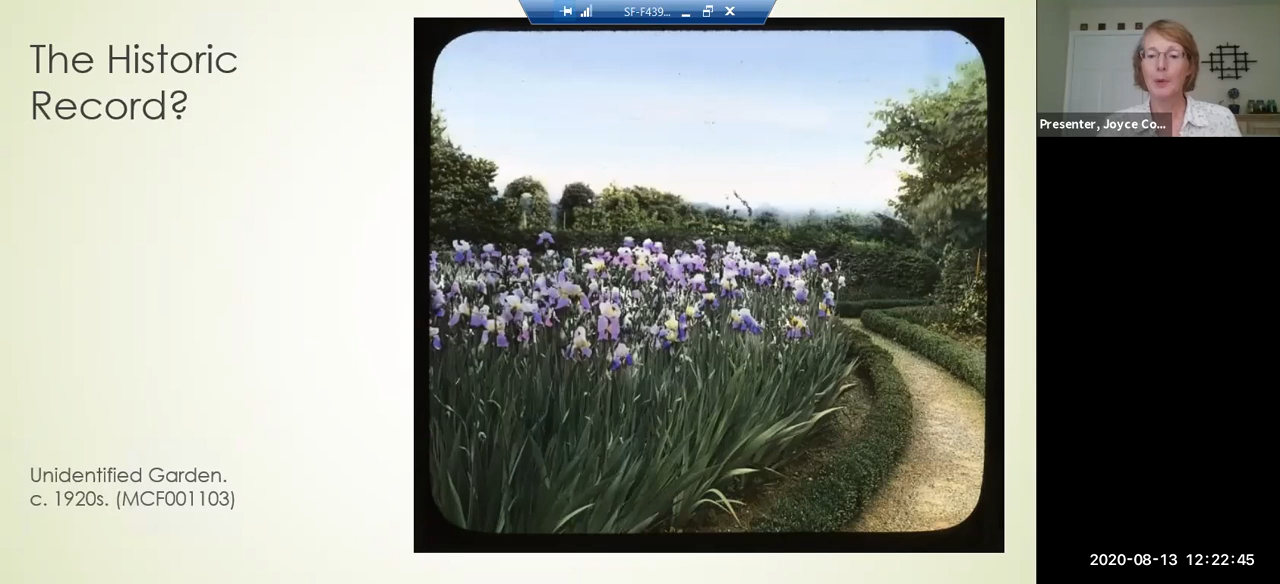 SF-F439...
The Historic
Record?
Presenter, Joyce Co...
Unidentified Garden.
c. 1920s. (MCF001103)
2020-08-13 12:22:45